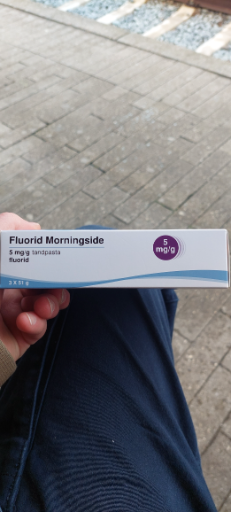 Fluorid Morningside
5 mg/g tandpasta
fluorid
5
mg/g